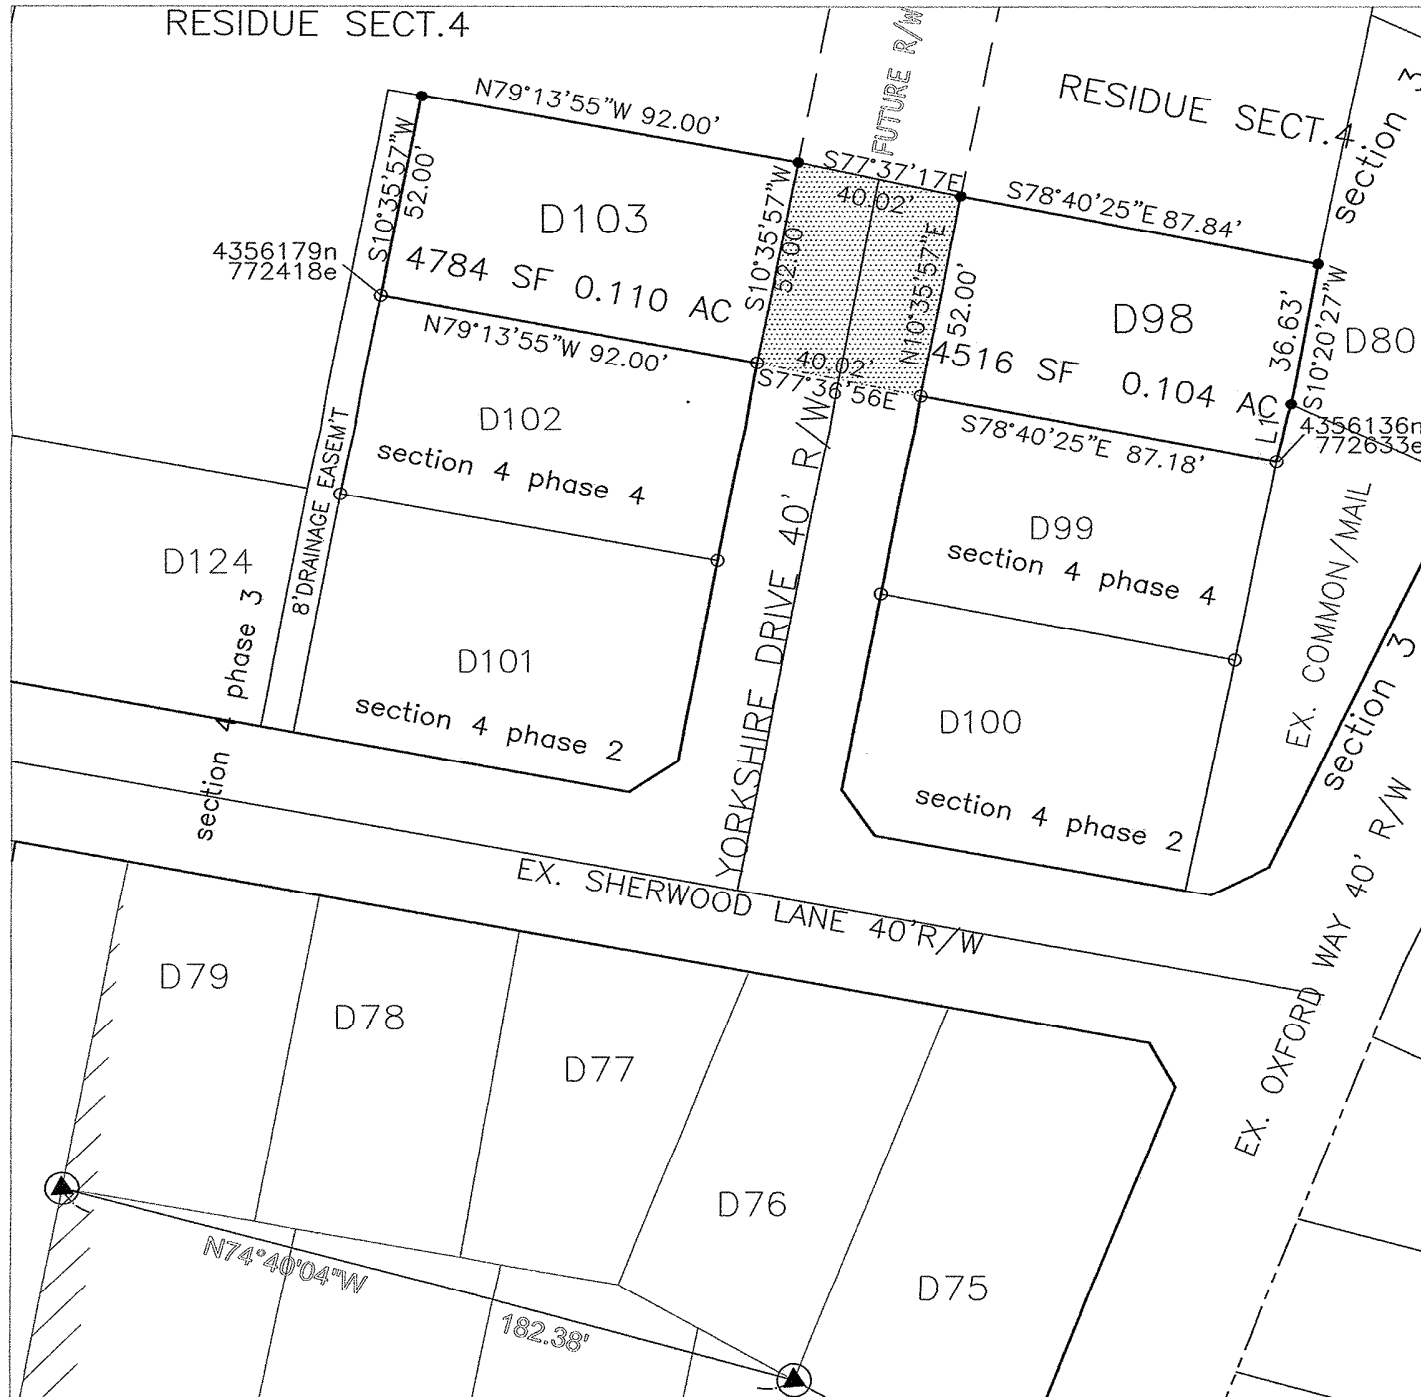 RESIDUE SECT.4
FUTURE R/W
RESIDUE SECT.4
section 3
N79°13'55"W 92.00'
S10°35'57"W
52.00'
D103
4784 SF 0.110 AC
S10°35'57"W
52.00'
S77°37'17E
40.02'
S78°40'25"E 87.84'
N10°35'57"E
52.00'
D98
4516 SF 0.104 AC
36.63'
S10°20'27"W
D80
4356179n
772418e
N79°13'55"W 92.00'
40.02'
S77°36'56E
S78°40'25"E 87.18'
L1
4356136n
772633e
D102
section 4 phase 4
8'DRAINAGE EASEM'T
D99
section 4 phase 4
EX. COMMON/MAIL
D124
section 4 phase 3
D101
section 4 phase 2
YORKSHIRE DRIVE 40' R/W
D100
section 4 phase 2
section 3
EX. SHERWOOD LANE 40'R/W
EX. OXFORD WAY 40' R/W
D79
D78
D77
D76
D75
N74°40'04"W
182.38'